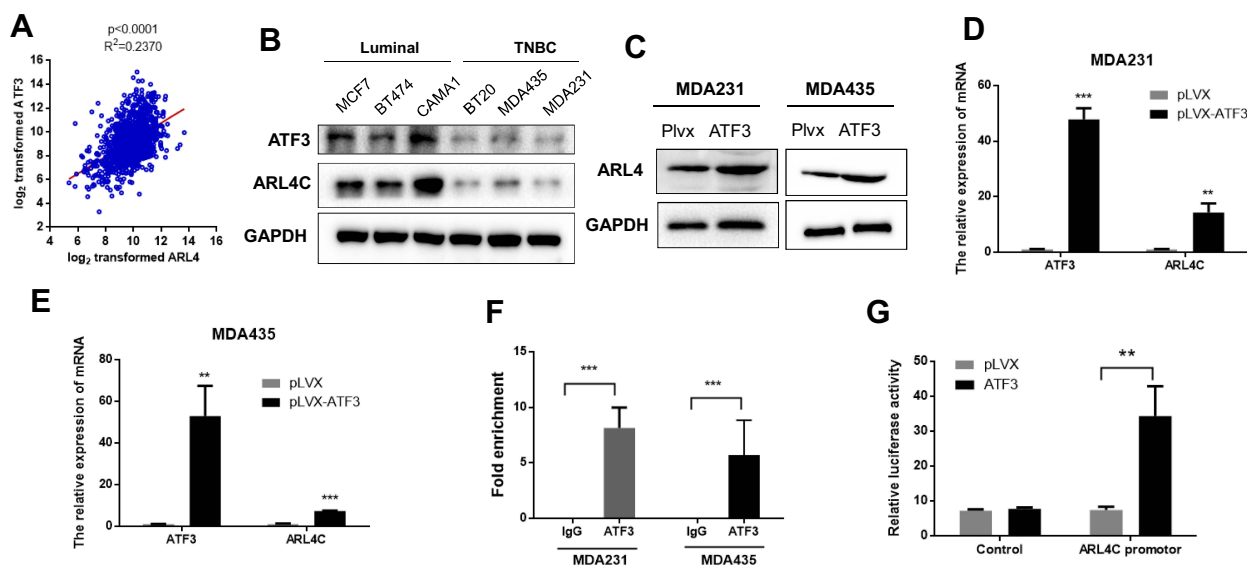 A
p<0.0001
R²=0.2370
log₂ transformed ATF3
16
14
12
10
8
6
4
2
4 6 8 10 12 14 16
log₂ transformed ARL4
B
Luminal TNBC
MCF7 BT474 CAMA1 BT20 MDA435 MDA231
ATF3
ARL4C
GAPDH
C
MDA231 MDA435
Plvx ATF3 Plvx ATF3
ARL4
GAPDH
D
MDA231
The relative expression of mRNA
60
40
20
0
*** **
pLVX
pLVX-ATF3
ATF3 ARL4C
E
MDA435
The relative expression of mRNA
80
60
40
20
0
** ***
pLVX
pLVX-ATF3
ATF3 ARL4C
F
Fold enrichment
15
10
5
0
*** ***
IgG ATF3 IgG ATF3
MDA231 MDA435
G
Relative luciferase activity
50
40
30
20
10
0
pLVX
ATF3
**
Control ARL4C promotor